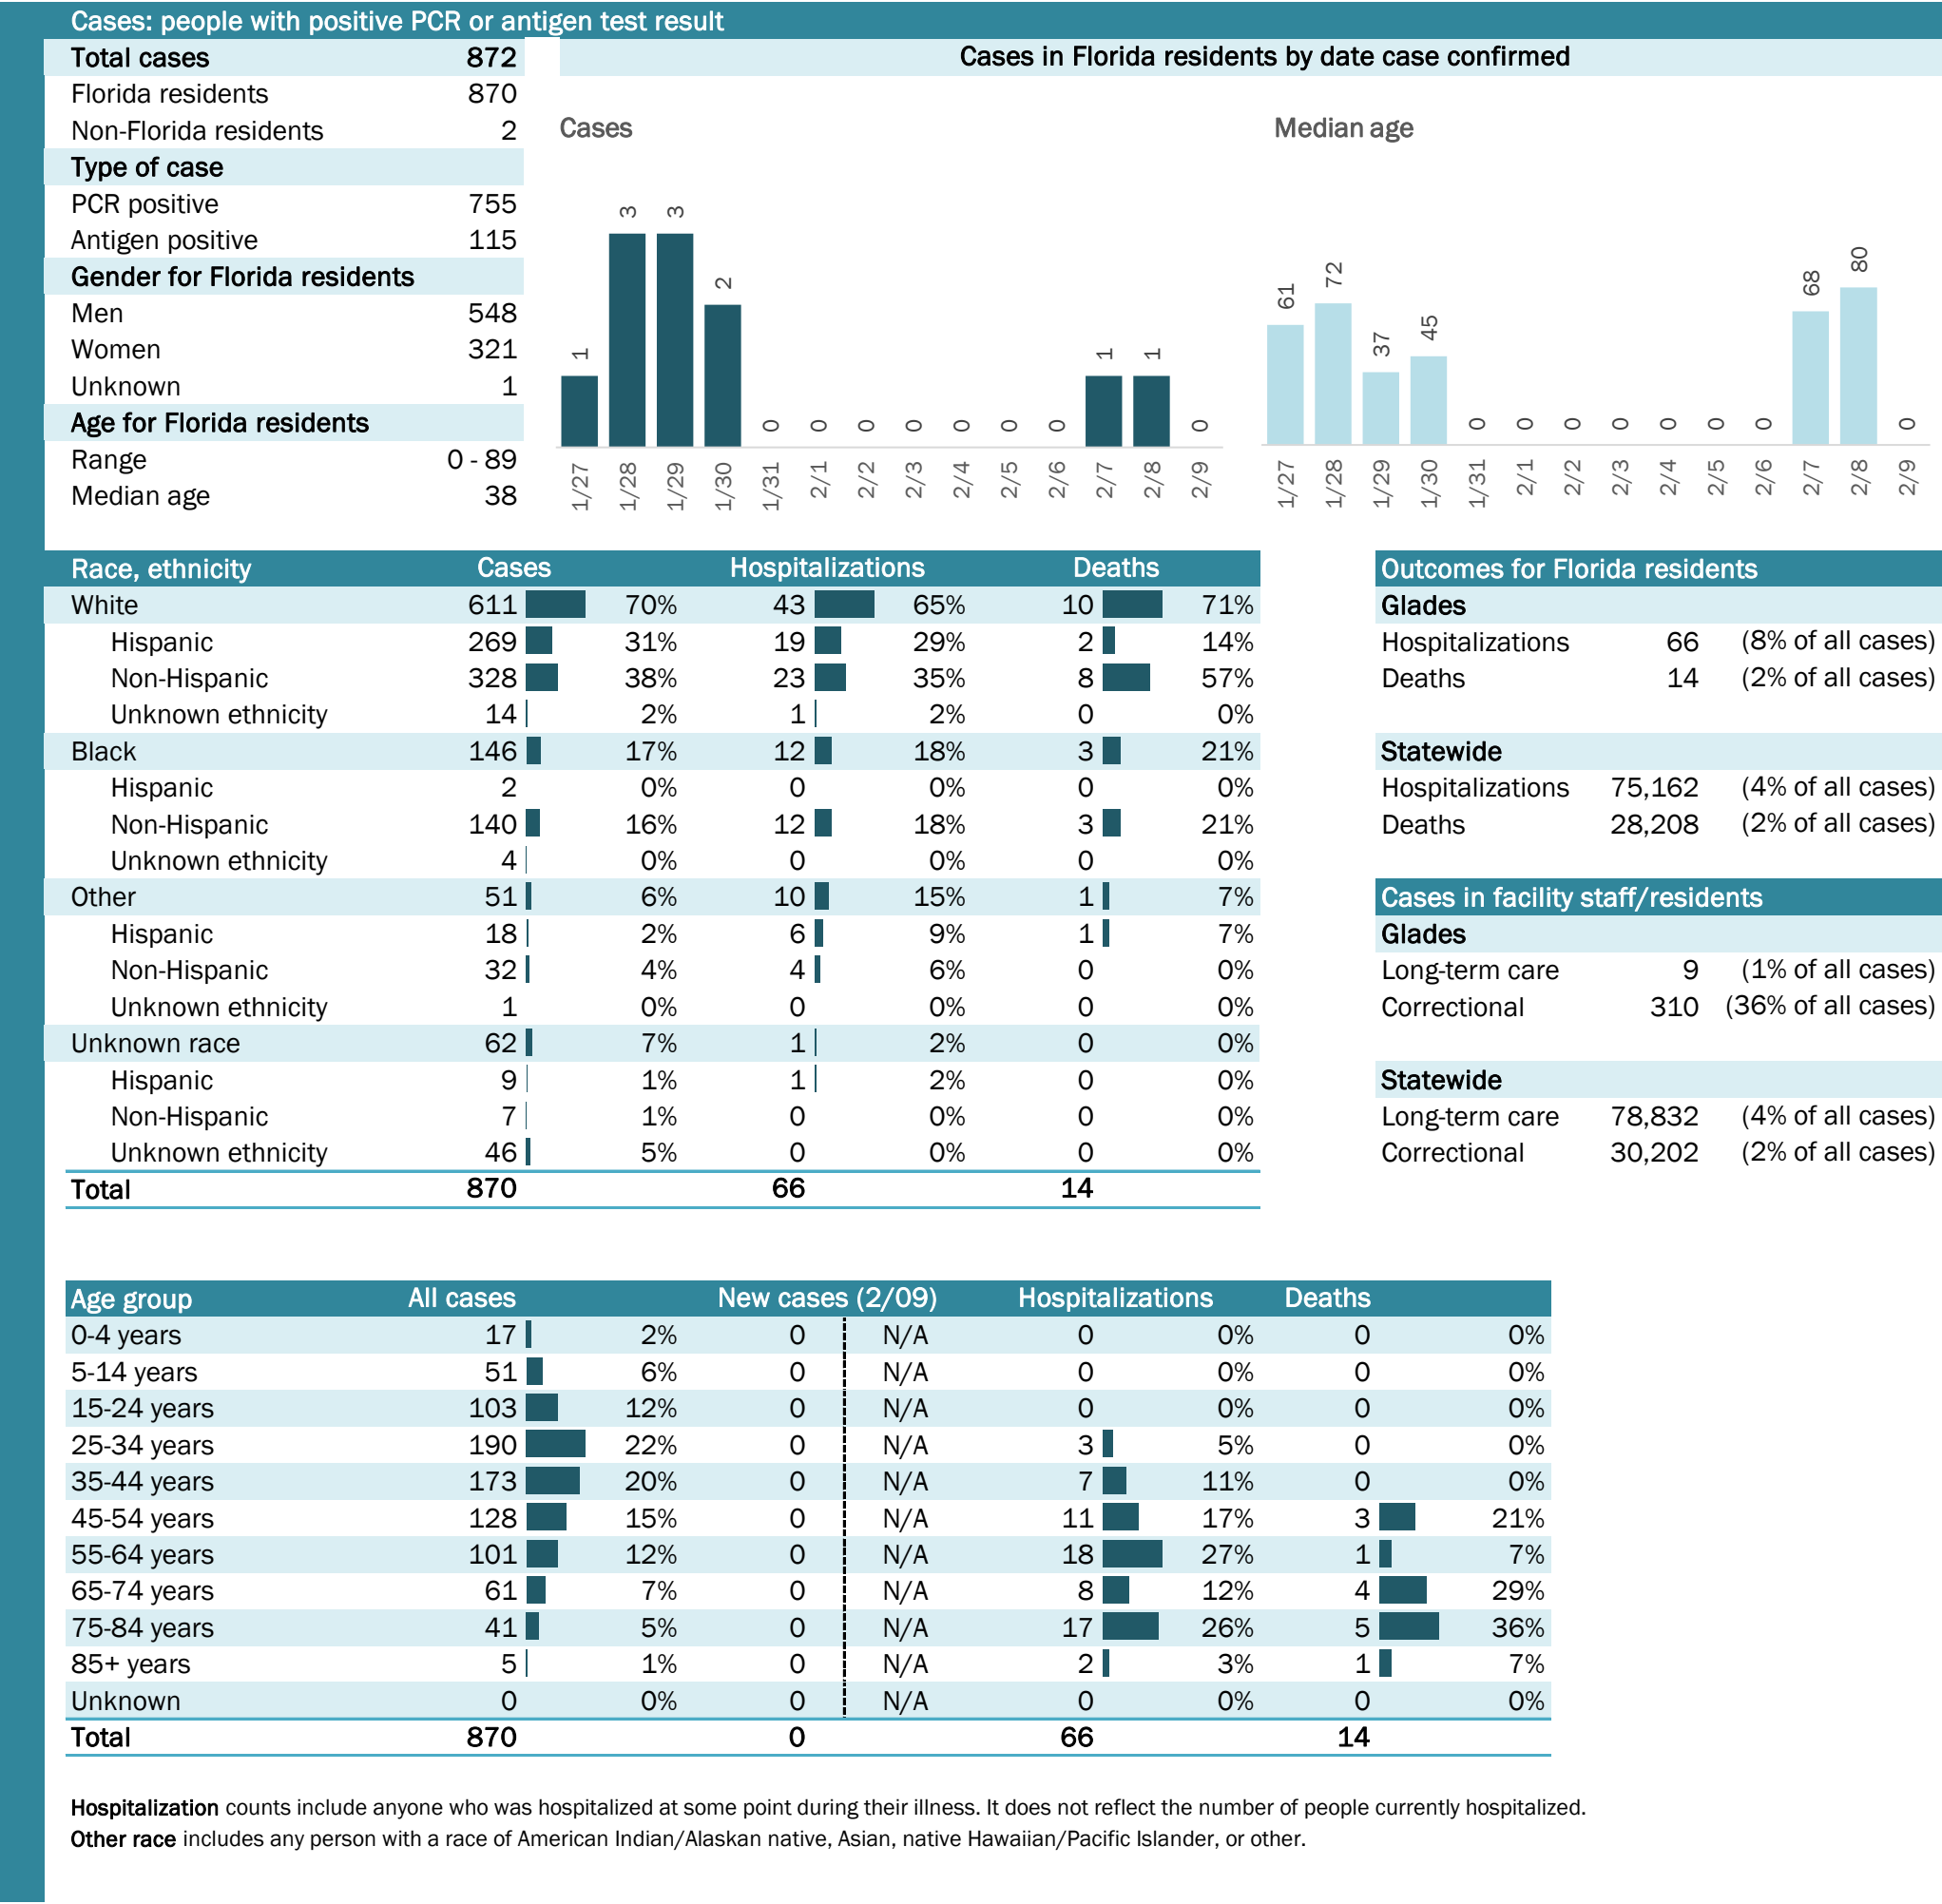 Cases: people with positive PCR or antigen test result
Total cases 872
Florida residents 870
Non-Florida residents 2
Type of case
PCR positive 755
Antigen positive 115
Gender for Florida residents
Men 548
Women 321
Unknown 1
Age for Florida residents
Range 0 - 89
Median age 38
Cases in Florida residents by date case confirmed
Cases
1 3 3 2 0 0 0 0 0 0 0 1 1 0
1/27 1/28 1/29 1/30 1/31 2/1 2/2 2/3 2/4 2/5 2/6 2/7 2/8 2/9
Median age
61 72 37 45 0 0 0 0 0 0 0 68 80 0
1/27 1/28 1/29 1/30 1/31 2/1 2/2 2/3 2/4 2/5 2/6 2/7 2/8 2/9
Race, ethnicity Cases Hospitalizations Deaths
White 611 70% 43 65% 10 71%
Hispanic 269 31% 19 29% 2 14%
Non-Hispanic 328 38% 23 35% 8 57%
Unknown ethnicity 14 2% 1 2% 0 0%
Black 146 17% 12 18% 3 21%
Hispanic 2 0% 0 0% 0 0%
Non-Hispanic 140 16% 12 18% 3 21%
Unknown ethnicity 4 0% 0 0% 0 0%
Other 51 6% 10 15% 1 7%
Hispanic 18 2% 6 9% 1 7%
Non-Hispanic 32 4% 4 6% 0 0%
Unknown ethnicity 1 0% 0 0% 0 0%
Unknown race 62 7% 1 2% 0 0%
Hispanic 9 1% 1 2% 0 0%
Non-Hispanic 7 1% 0 0% 0 0%
Unknown ethnicity 46 5% 0 0% 0 0%
Total 870 66 14
Outcomes for Florida residents
Glades
Hospitalizations 66 (8% of all cases)
Deaths 14 (2% of all cases)
Statewide
Hospitalizations 75,162 (4% of all cases)
Deaths 28,208 (2% of all cases)
Cases in facility staff/residents
Glades
Long-term care 9 (1% of all cases)
Correctional 310 (36% of all cases)
Statewide
Long-term care 78,832 (4% of all cases)
Correctional 30,202 (2% of all cases)
Age group All cases New cases (2/09) Hospitalizations Deaths
0-4 years 17 2% 0 N/A 0 0% 0 0%
5-14 years 51 6% 0 N/A 0 0% 0 0%
15-24 years 103 12% 0 N/A 0 0% 0 0%
25-34 years 190 22% 0 N/A 3 5% 0 0%
35-44 years 173 20% 0 N/A 7 11% 0 0%
45-54 years 128 15% 0 N/A 11 17% 3 21%
55-64 years 101 12% 0 N/A 18 27% 1 7%
65-74 years 61 7% 0 N/A 8 12% 4 29%
75-84 years 41 5% 0 N/A 17 26% 5 36%
85+ years 5 1% 0 N/A 2 3% 1 7%
Unknown 0 0% 0 N/A 0 0% 0 0%
Total 870 0 66 14
Hospitalization counts include anyone who was hospitalized at some point during their illness. It does not reflect the number of people currently hospitalized.
Other race includes any person with a race of American Indian/Alaskan native, Asian, native Hawaiian/Pacific Islander, or other.